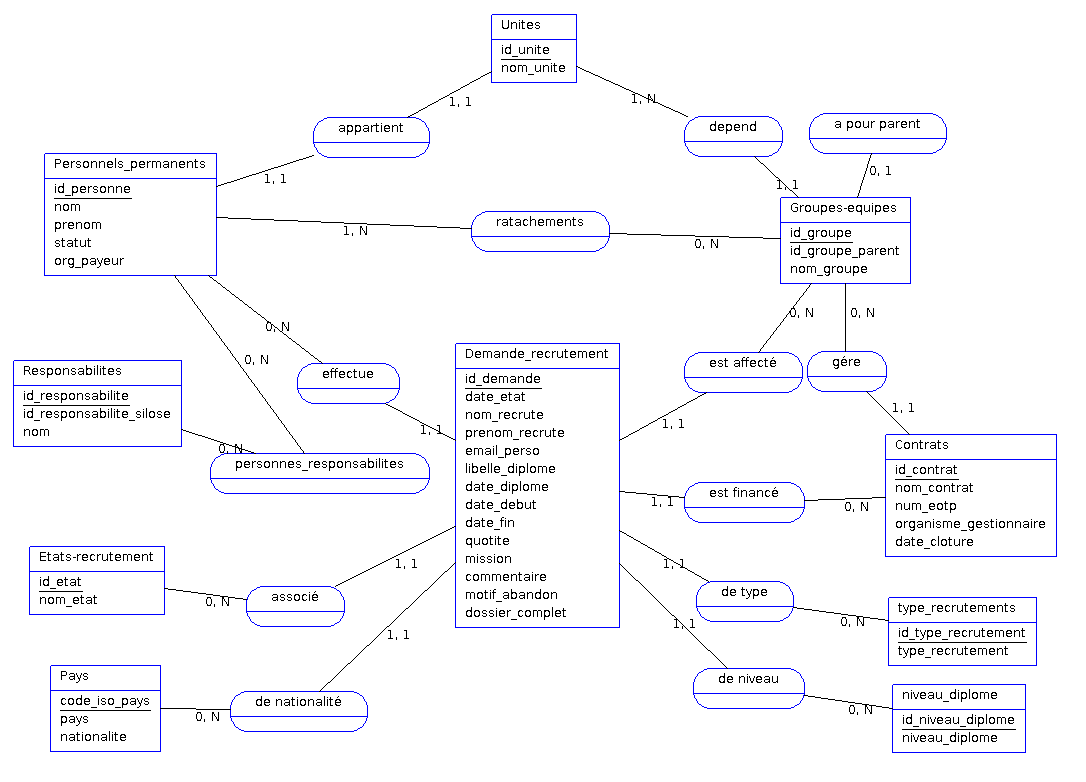 Unites
id_unite
nom_unite
1, 1
1, N
appartient
depend
a pour parent
Personnels_permanents
id_personne
nom
prenom
statut
org_payeur
1, 1
1, 1
0, 1
Groupes-equipes
id_groupe
id_groupe_parent
nom_groupe
ratachements
1, N
0, N
0, N
0, N
0, N
0, N
Responsabilites
id_responsabilite
id_responsabilite_silose
nom
effectue
Demande_recrutement
id_demande
date_etat
nom_recrute
prenom_recrute
email_perso
libelle_diplome
date_diplome
date_debut
date_fin
quotite
mission
commentaire
motif_abandon
dossier_complet
est affecté
gére
1, 1
1, 1
1, 1
0, N
personnes_responsabilites
Contrats
id_contrat
nom_contrat
num_eotp
organisme_gestionnaire
date_cloture
est financé
1, 1
0, N
Etats-recrutement
id_etat
nom_etat
0, N
associé
1, 1
1, 1
de type
0, N
type_recrutements
id_type_recrutement
type_recrutement
Pays
code_iso_pays
pays
nationalite
0, N
de nationalité
1, 1
1, 1
de niveau
0, N
niveau_diplome
id_niveau_diplome
niveau_diplome